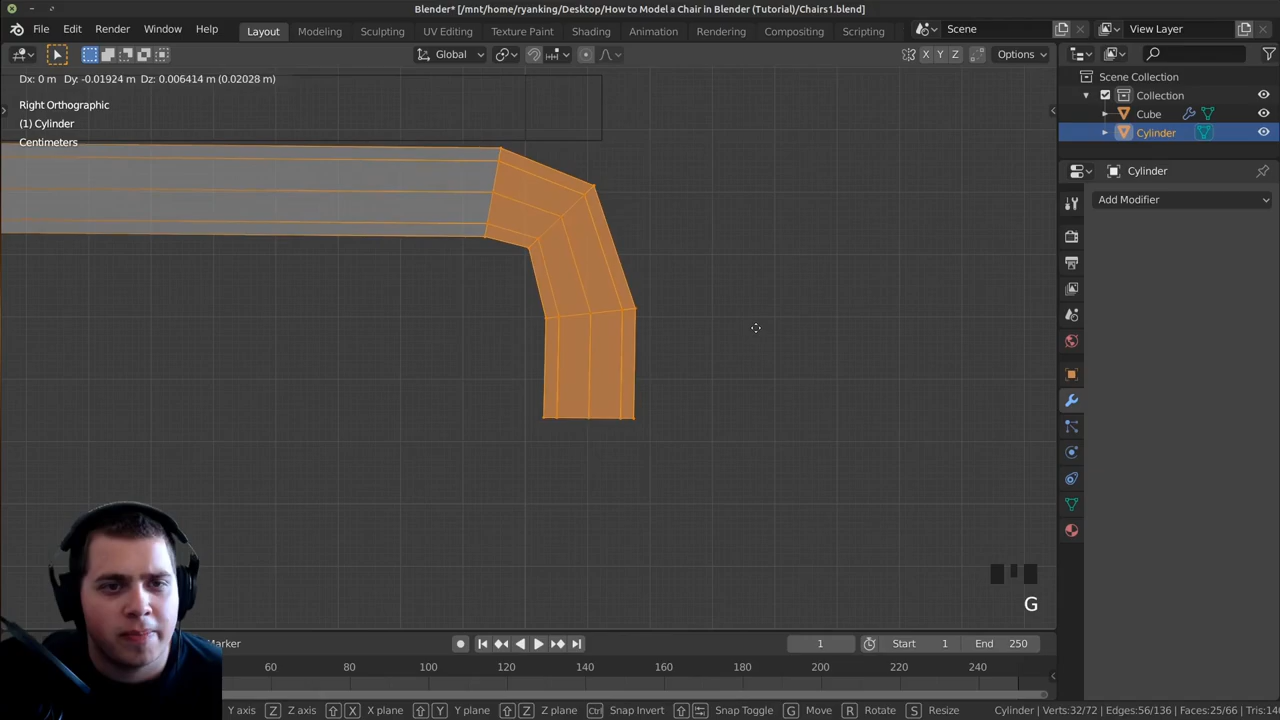 Blender* [/mnt/home/ryanking/Desktop/How to Model a Chair in Blender (Tutorial)/Chairs1.blend]
File Edit Render Window Help Layout Modeling Sculpting UV Editing Texture Paint Shading Animation Rendering Compositing Scripting Scene View Layer
Global X Y Z Options
Dx: 0 m Dy: -0.01924 m Dz: 0.006414 m (0.02028 m)
Right Orthographic
(1) Cylinder
Centimeters
Scene Collection
Collection
Cube
Cylinder
Cylinder
Add Modifier
G
Marker 1 Start 1 End 250
60 80 100 120 140 160 180 200 220 240
Y axis Z Z axis X X plane Y Y plane Z Z plane Ctrl Snap Invert Snap Toggle G Move R Rotate S Resize Cylinder | Verts:32/72 | Edges:56/136 | Faces:25/66 | Tris:14